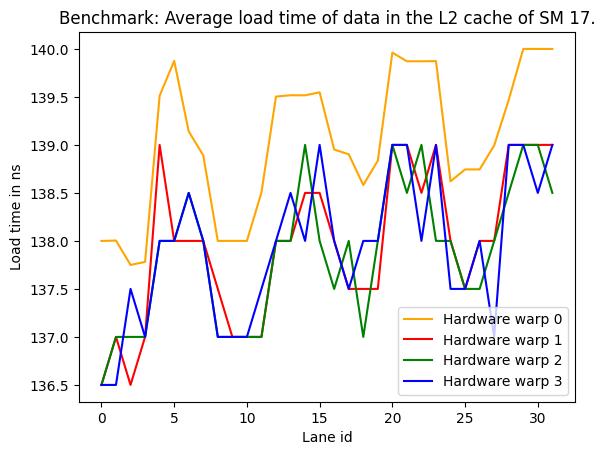 Benchmark: Average load time of data in the L2 cache of SM 17.
140.0
139.5
139.0
138.5
138.0
137.5
137.0
136.5
Load time in ns
0 5 10 15 20 25 30
Lane id
Hardware warp 0
Hardware warp 1
Hardware warp 2
Hardware warp 3